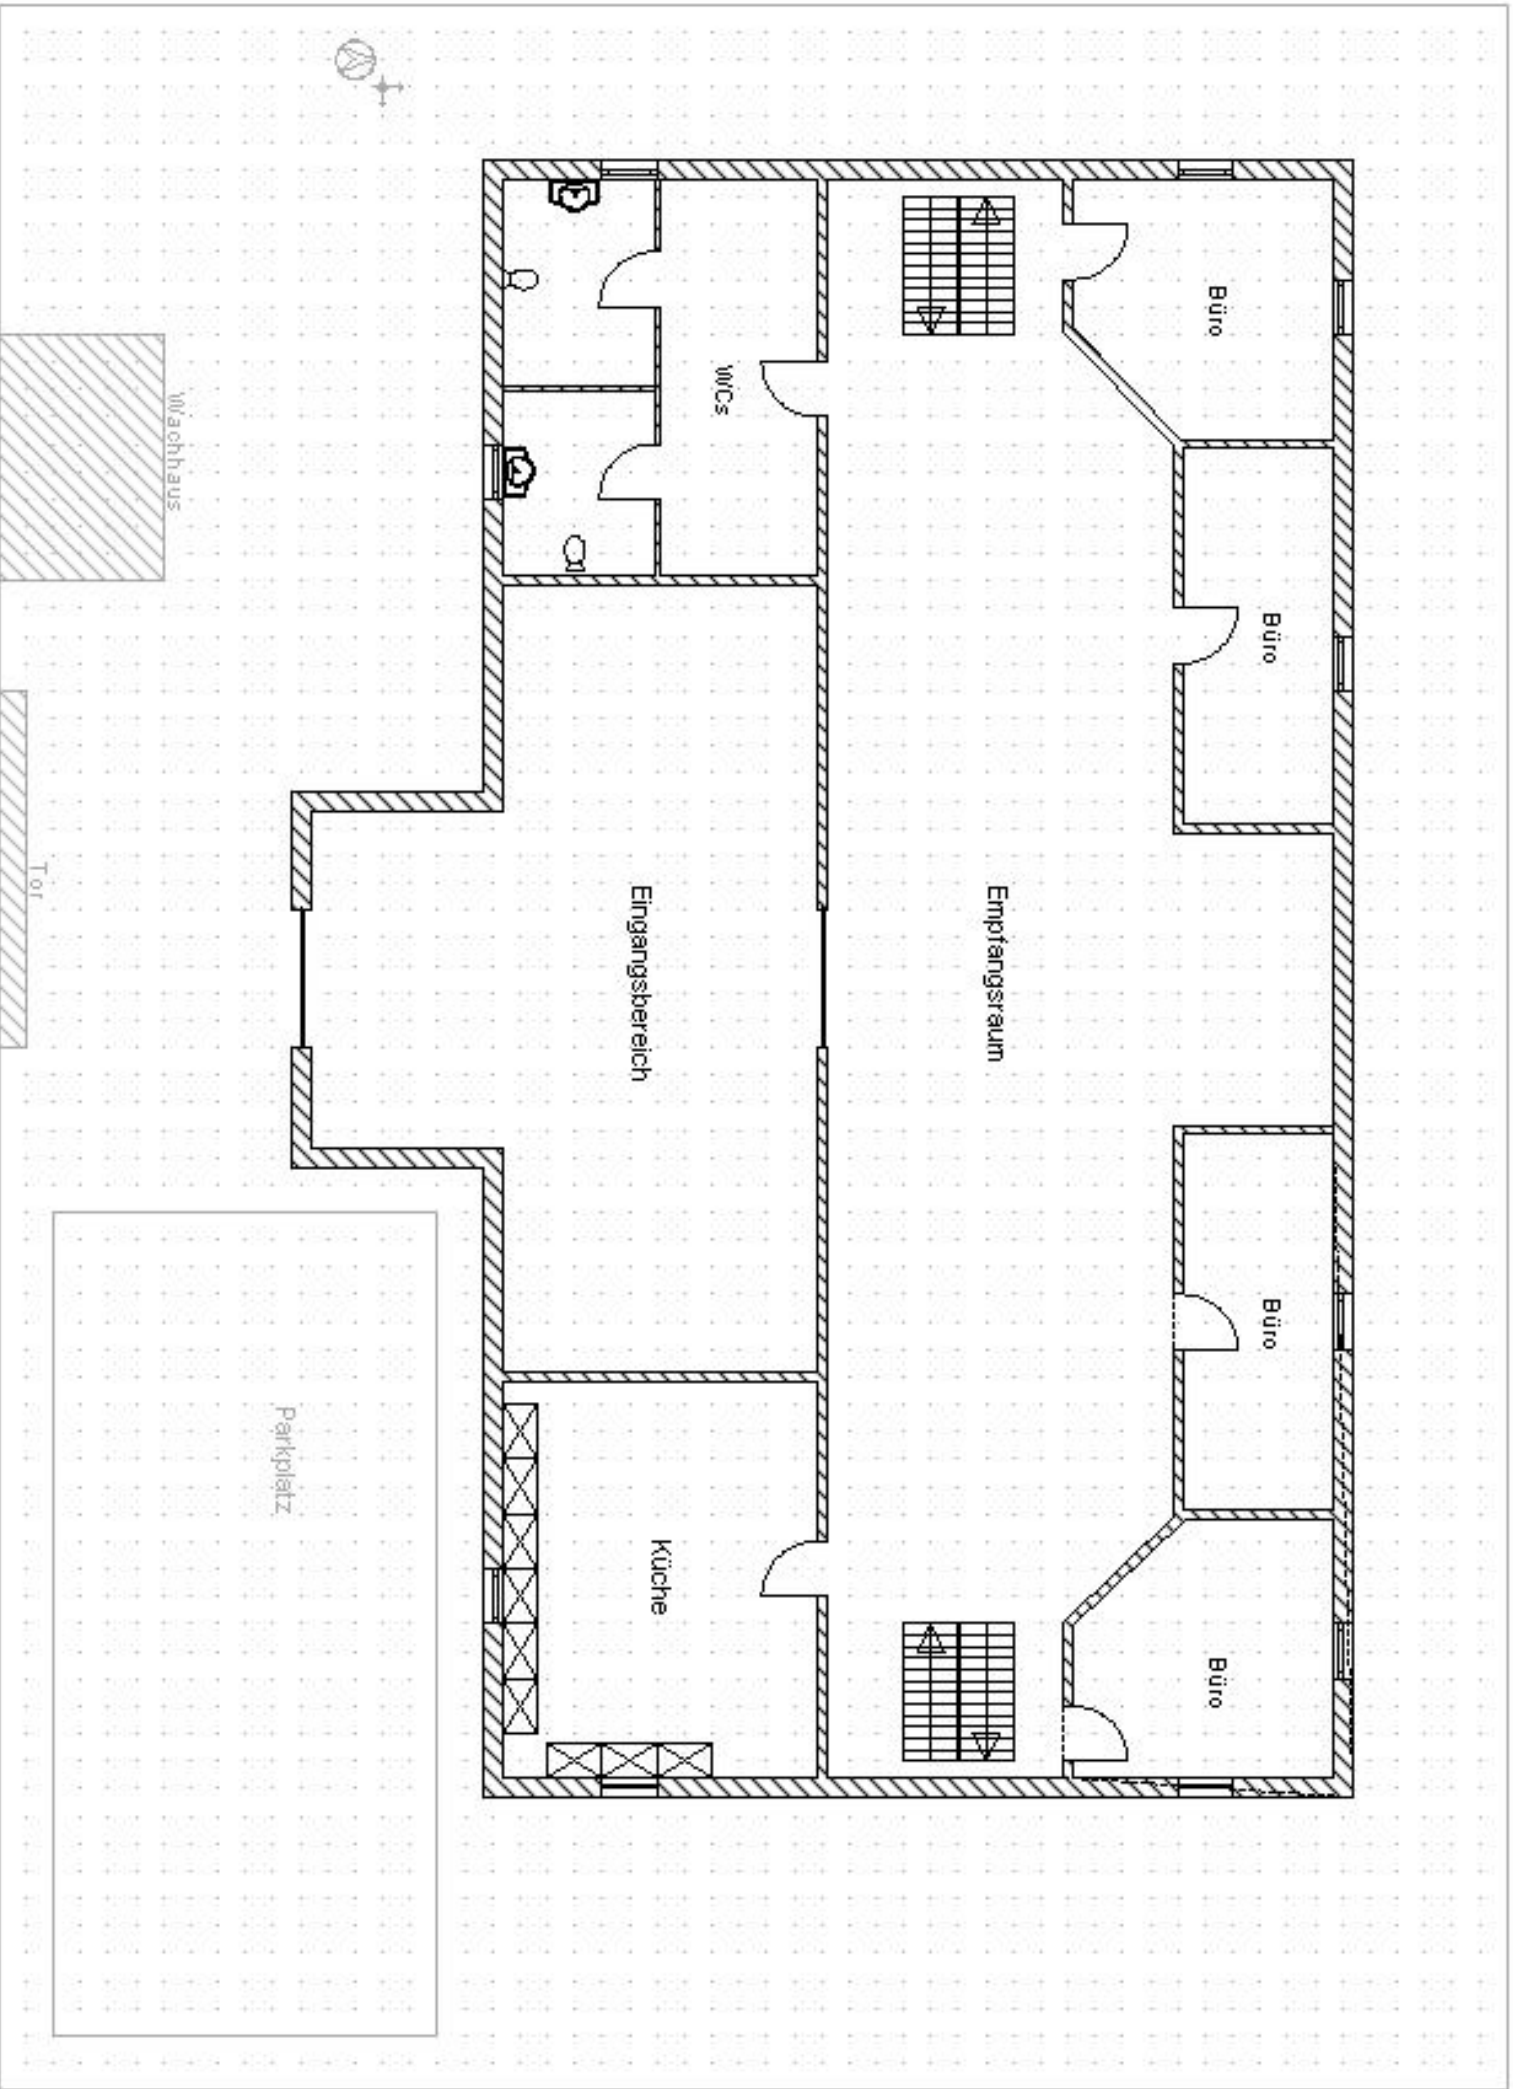 Büro
Büro
Büro
Büro
Empfangsraum
WCs
Eingangsbereich
Küche
Wachhaus
Tor
Parkplatz